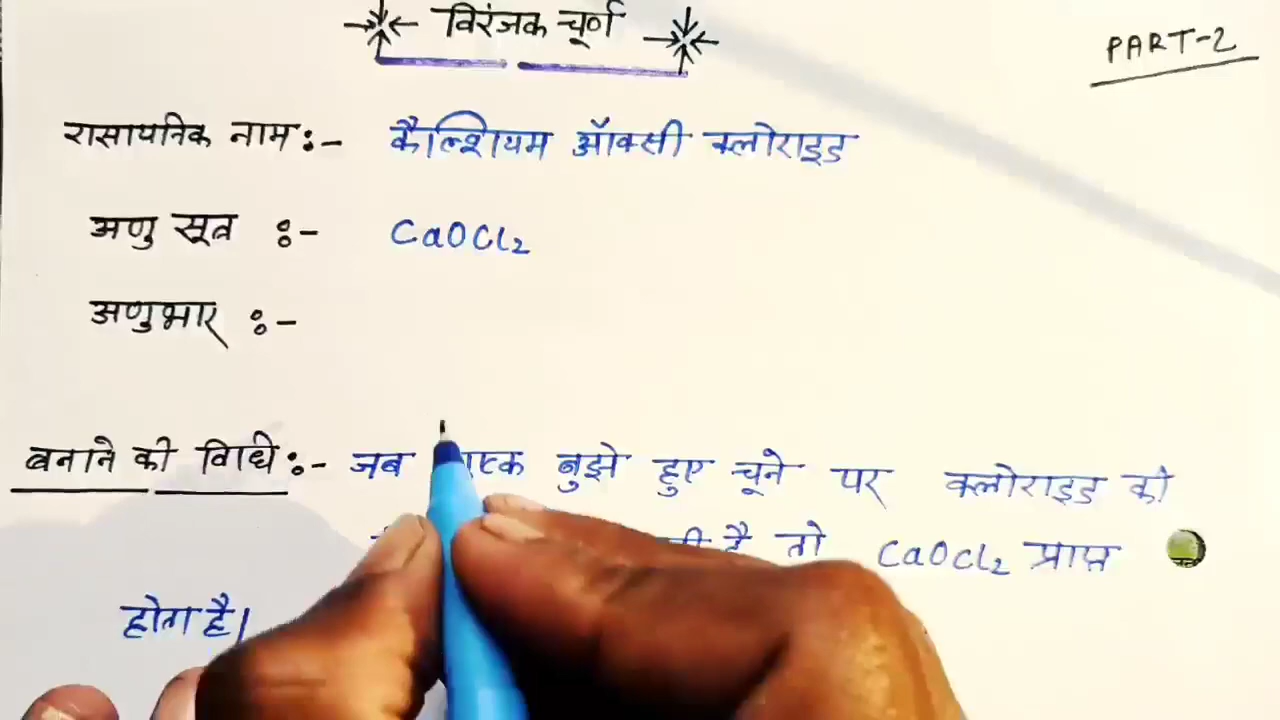 विरंजक चूर्ण
PART-2
रासायनिक नाम :- कैल्शियम ऑक्सी क्लोराइड
अणु सूत्र :- CaOCl₂
अणुभार :-
बनाने की विधि :- जब बुझे हुए चूने पर क्लोराइड की
है तो CaOCl₂ प्राप्त
होता है।